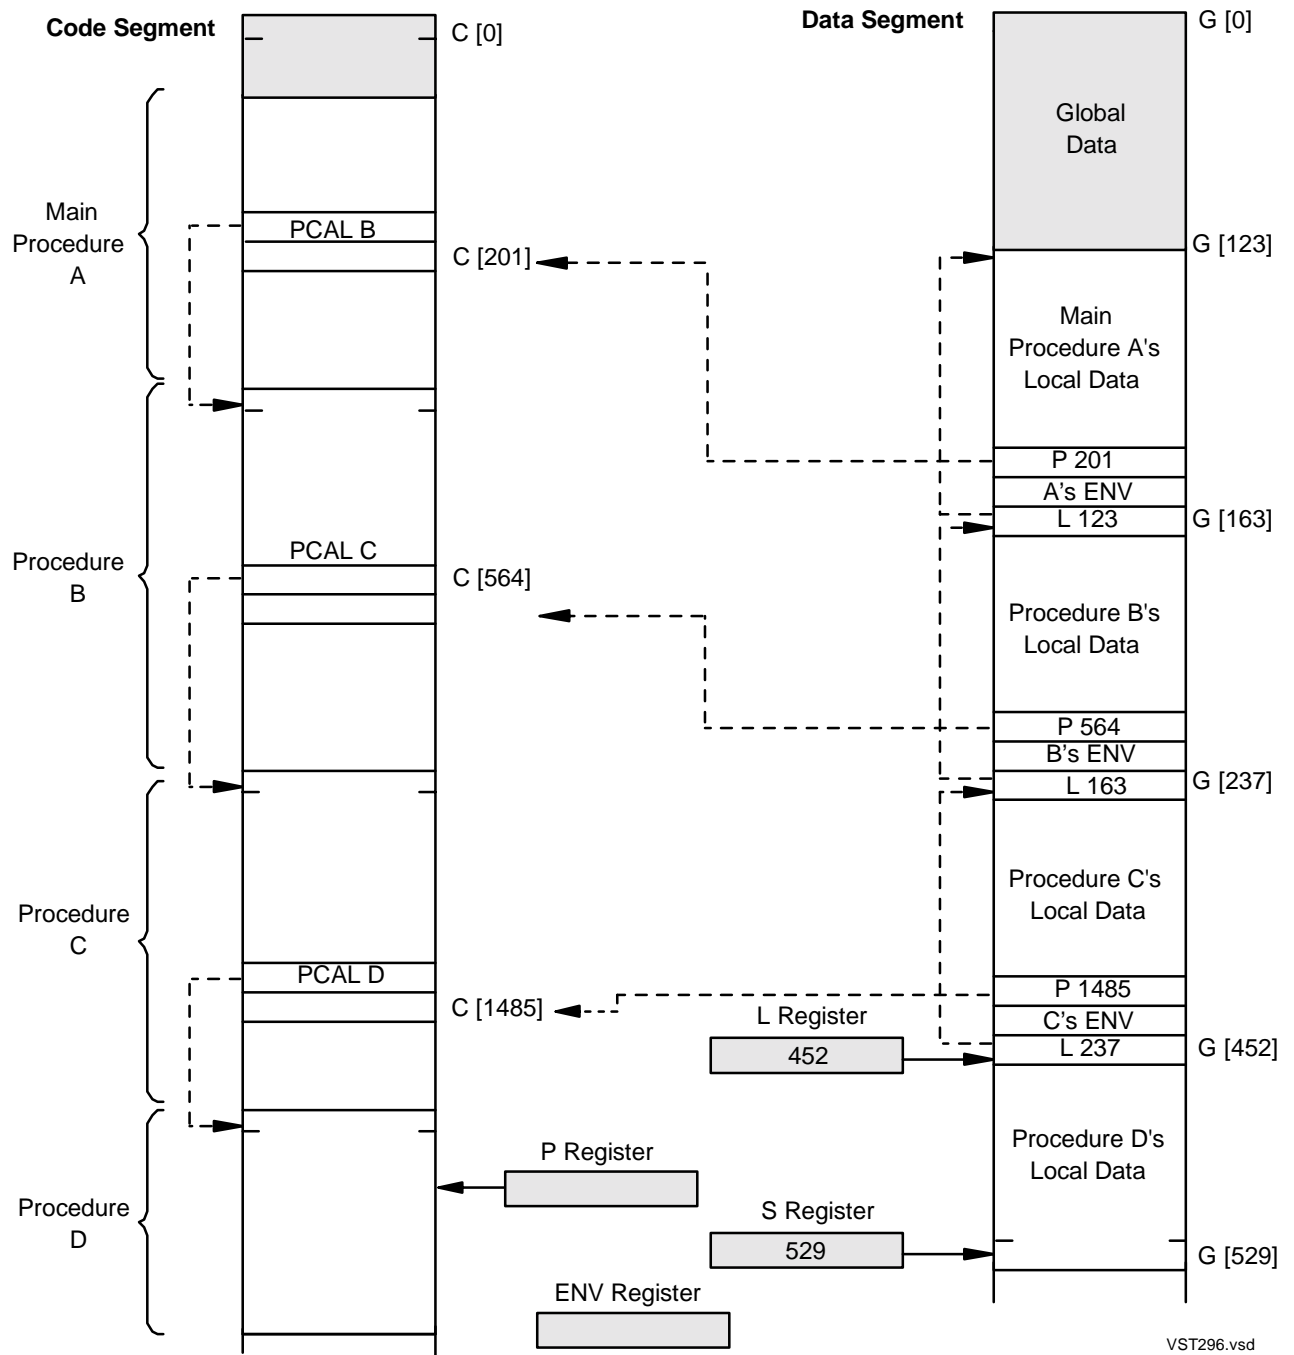 Code Segment
C [0]
Data Segment
G [0]
Global
Data
Main
Procedure
A
PCAL B
C [201]
G [123]
Main
Procedure A's
Local Data
P 201
A's ENV
L 123
G [163]
Procedure
B
PCAL C
C [564]
Procedure B's
Local Data
P 564
B's ENV
L 163
G [237]
Procedure
C
PCAL D
C [1485]
Procedure C's
Local Data
P 1485
C's ENV
L 237
G [452]
L Register
452
Procedure
D
P Register
Procedure D's
Local Data
S Register
529
G [529]
ENV Register
VST296.vsd